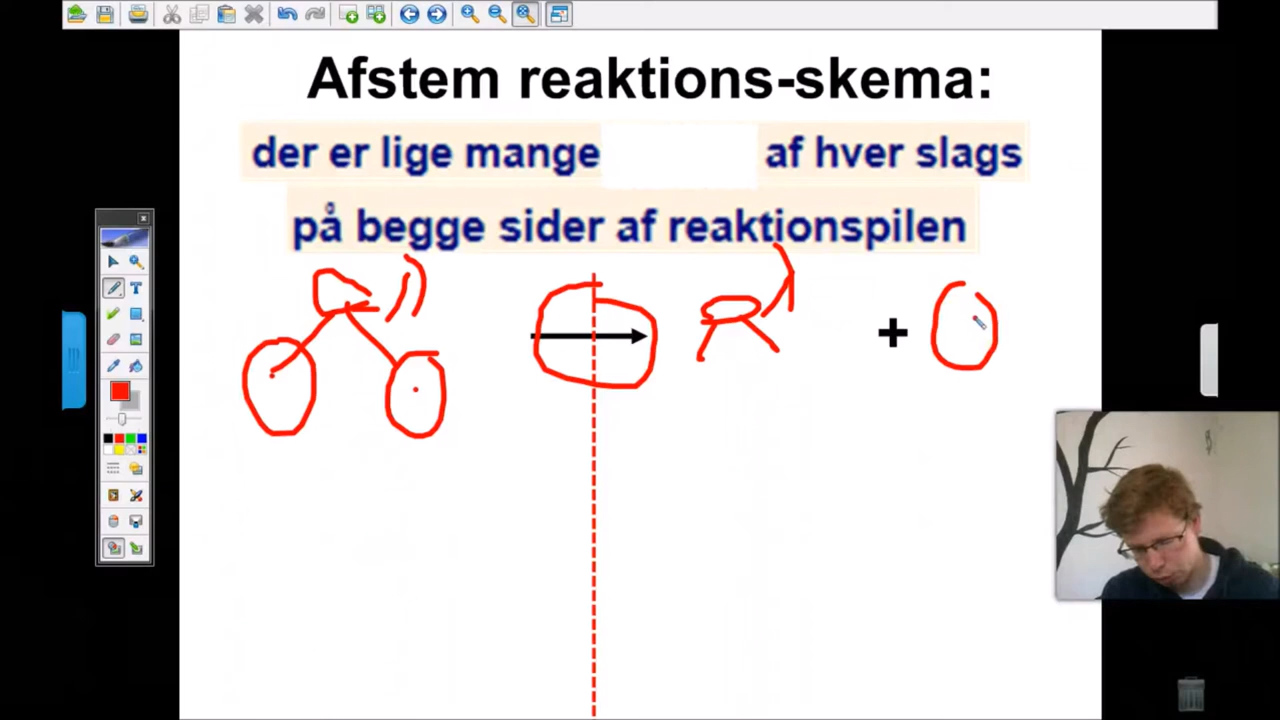 Afstem reaktions-skema:
der er lige mange af hver slags
på begge sider af reaktionspilen
+